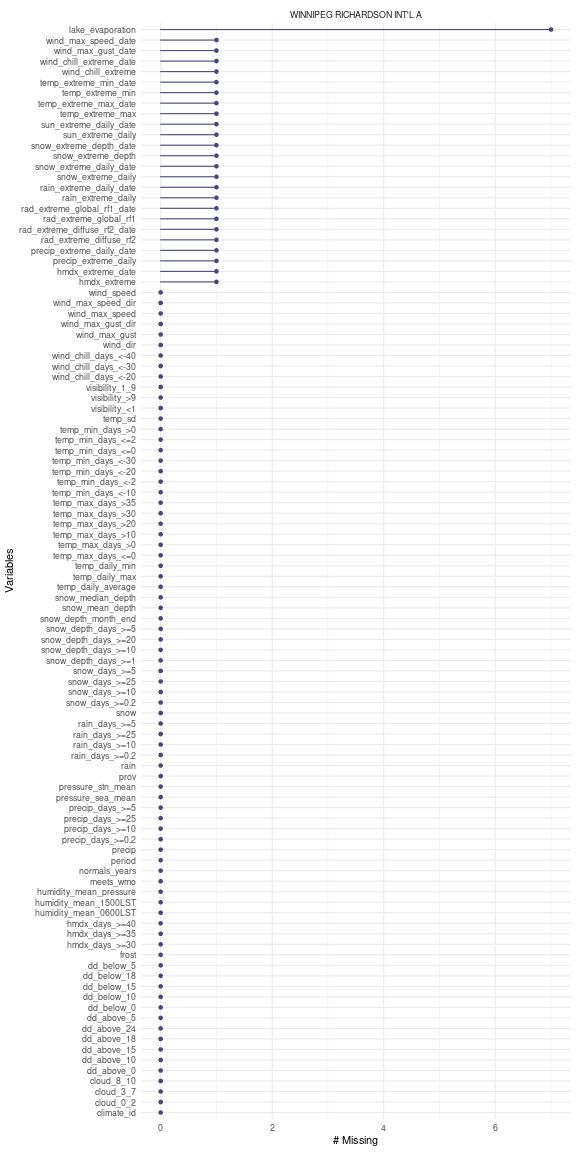 WINNIPEG RICHARDSON INT'L A
lake_evaporation
wind_max_speed_date
wind_max_gust_date
wind_chill_extreme_date
wind_chill_extreme
temp_extreme_min_date
temp_extreme_min
temp_extreme_max_date
temp_extreme_max
sun_extreme_daily_date
sun_extreme_daily
snow_extreme_depth_date
snow_extreme_depth
snow_extreme_daily_date
snow_extreme_daily
rain_extreme_daily_date
rain_extreme_daily
rad_extreme_global_rf1_date
rad_extreme_global_rf1
rad_extreme_diffuse_rf2_date
rad_extreme_diffuse_rf2
precip_extreme_daily_date
precip_extreme_daily
hmdx_extreme_date
hmdx_extreme
wind_speed
wind_max_speed_dir
wind_max_speed
wind_max_gust_dir
wind_max_gust
wind_dir
wind_chill_days_<-40
wind_chill_days_<-30
wind_chill_days_<-20
visibility_1_9
visibility_>9
visibility_<1
temp_sd
temp_min_days_>0
temp_min_days_<=2
temp_min_days_<=0
temp_min_days_<-30
temp_min_days_<-20
temp_min_days_<-2
temp_min_days_<-10
temp_max_days_>35
temp_max_days_>30
temp_max_days_>20
temp_max_days_>10
temp_max_days_>0
temp_max_days_<=0
temp_daily_min
temp_daily_max
temp_daily_average
snow_median_depth
snow_mean_depth
snow_depth_month_end
snow_depth_days_>=5
snow_depth_days_>=20
snow_depth_days_>=10
snow_depth_days_>=1
snow_days_>=5
snow_days_>=25
snow_days_>=10
snow_days_>=0.2
snow
rain_days_>=5
rain_days_>=25
rain_days_>=10
rain_days_>=0.2
rain
prov
pressure_stn_mean
pressure_sea_mean
precip_days_>=5
precip_days_>=25
precip_days_>=10
precip_days_>=0.2
precip
period
normals_years
meets_wmo
humidity_mean_pressure
humidity_mean_1500LST
humidity_mean_0600LST
hmdx_days_>=40
hmdx_days_>=35
hmdx_days_>=30
frost
dd_below_5
dd_below_18
dd_below_15
dd_below_10
dd_below_0
dd_above_5
dd_above_24
dd_above_18
dd_above_15
dd_above_10
dd_above_0
cloud_8_10
cloud_3_7
cloud_0_2
climate_id
Variables
0 2 4 6
# Missing